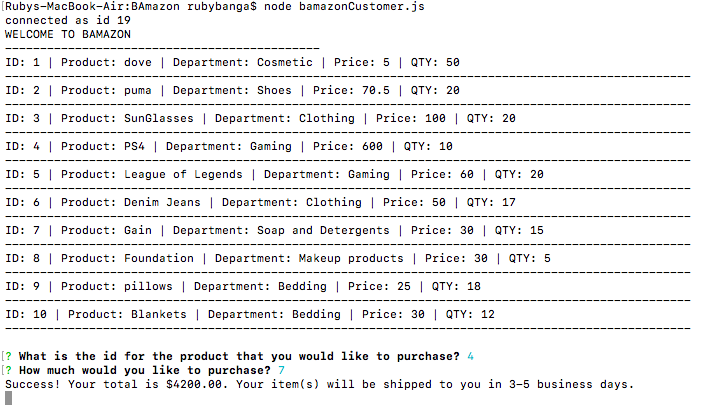 [Rubys-MacBook-Air:BAmazon rubybanga$ node bamazonCustomer.js
connected as id 19
WELCOME TO BAMAZON
---------------------------------------------
ID: 1 | Product: dove | Department: Cosmetic | Price: 5 | QTY: 50
--------------------------------------------------------------------------------------------------
ID: 2 | Product: puma | Department: Shoes | Price: 70.5 | QTY: 20
--------------------------------------------------------------------------------------------------
ID: 3 | Product: SunGlasses | Department: Clothing | Price: 100 | QTY: 20
--------------------------------------------------------------------------------------------------
ID: 4 | Product: PS4 | Department: Gaming | Price: 600 | QTY: 10
--------------------------------------------------------------------------------------------------
ID: 5 | Product: League of Legends | Department: Gaming | Price: 60 | QTY: 20
--------------------------------------------------------------------------------------------------
ID: 6 | Product: Denim Jeans | Department: Clothing | Price: 50 | QTY: 17
--------------------------------------------------------------------------------------------------
ID: 7 | Product: Gain | Department: Soap and Detergents | Price: 30 | QTY: 15
--------------------------------------------------------------------------------------------------
ID: 8 | Product: Foundation | Department: Makeup products | Price: 30 | QTY: 5
--------------------------------------------------------------------------------------------------
ID: 9 | Product: pillows | Department: Bedding | Price: 25 | QTY: 18
--------------------------------------------------------------------------------------------------
ID: 10 | Product: Blankets | Department: Bedding | Price: 30 | QTY: 12
--------------------------------------------------------------------------------------------------
[? What is the id for the product that you would like to purchase? 4
[? How much would you like to purchase? 7
Success! Your total is $4200.00. Your item(s) will be shipped to you in 3-5 business days.